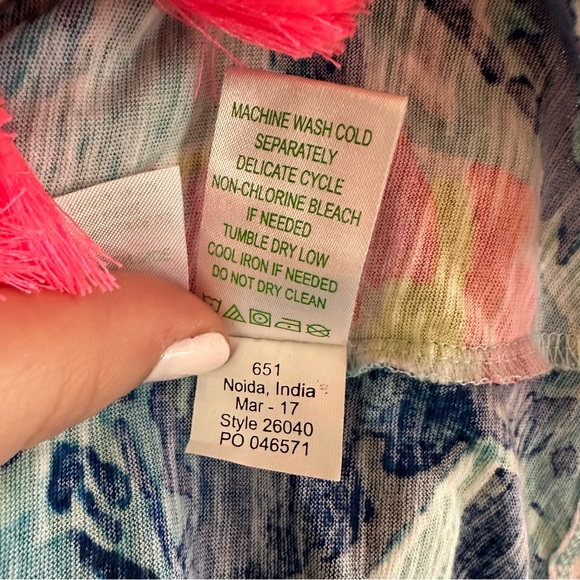 MACHINE WASH COLD
SEPARATELY
DELICATE CYCLE
NON-CHLORINE BLEACH
IF NEEDED
TUMBLE DRY LOW
COOL IRON IF NEEDED
DO NOT DRY CLEAN
651
Noida, India
Mar - 17
Style 26040
PO 046571